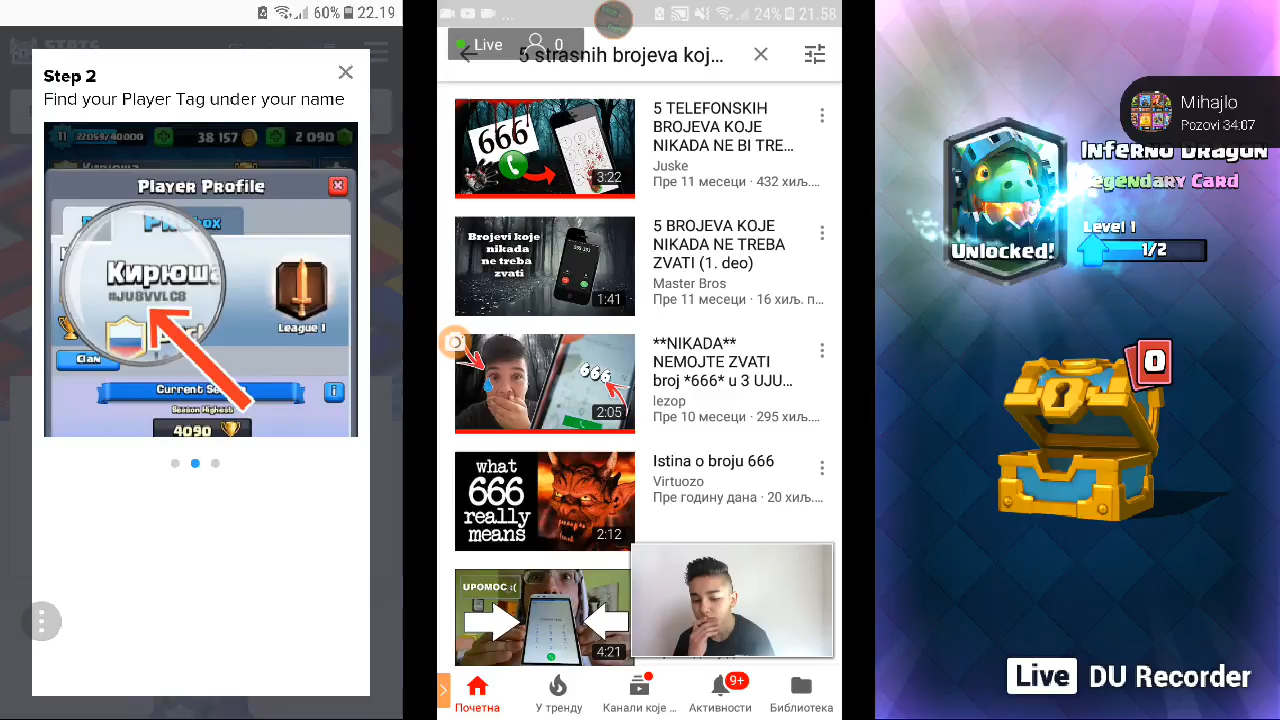 60% 22.19
Step 2
Find your Player Tag under your name
11 22059/40000 38 157 2 090
Player Profile
Кирюша
#JU8VVLC8
League 1
Clan
Season Highest
4090
... 24% 21.58
Live 0
5 strasnih brojeva koj...
666
3:22
5 TELEFONSKIH
BROJEVA KOJE
NIKADA NE BI TRE...
Juske
Пре 11 месеци · 432 хиљ....
Brojevi koje
nikada
ne treba
zvati
1:41
5 BROJEVA KOJE
NIKADA NE TREBA
ZVATI (1. deo)
Master Bros
Пре 11 месеци · 16 хиљ. п...
666
2:05
**NIKADA**
NEMOJTE ZVATI
broj *666* u 3 UJU...
lezop
Пре 10 месеци · 295 хиљ....
what
666
really
means
2:12
Istina o broju 666
Virtuozo
Пре годину дана · 20 хиљ....
UPOMOC :(
4:21
9+
Почетна
У тренду
Канали које ...
Активности
Библиотека
Mihajlo
Pozovi 34:07
Inferno Dragon
Legendary Card
Level 1
1/2
Unlocked!
0
Live DU Recorder